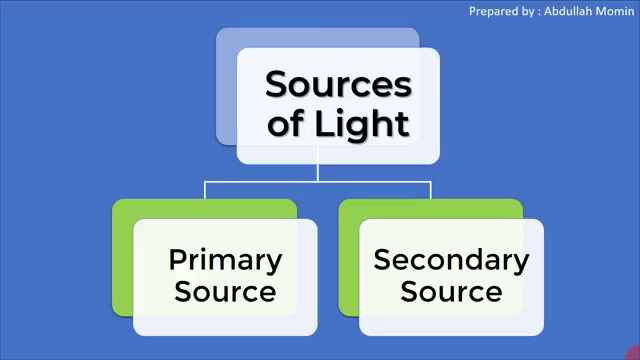 Prepared by : Abdullah Momin
Sources
of Light
Primary
Source
Secondary
Source